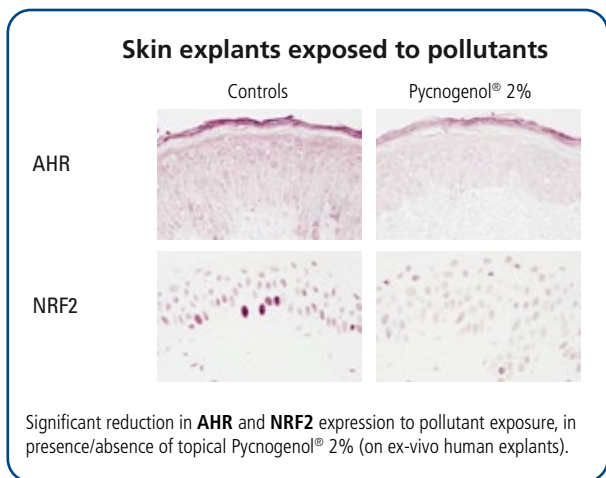 Skin explants exposed to pollutants
Controls
Pycnogenol® 2%
AHR
NRF2
Significant reduction in AHR and NRF2 expression to pollutant exposure, in
presence/absence of topical Pycnogenol® 2% (on ex-vivo human explants).